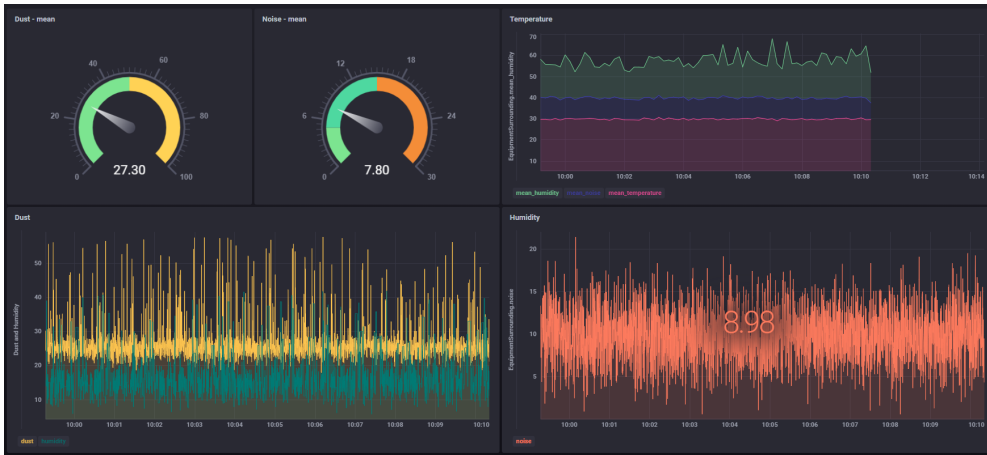 Dust - mean
40
60
20
80
0
100
27.30
Noise - mean
12
18
6
24
0
30
7.80
Temperature
EquipmentSurrounding.mean_humidity
70
60
50
40
30
20
10
10:00 10:02 10:04 10:06 10:08 10:10 10:12 10:14
mean_humidity mean_noise mean_temperature
Dust
Dust and Humidity
50
40
30
20
10
10:00 10:01 10:02 10:03 10:04 10:05 10:06 10:07 10:08 10:09 10:10
dust humidity
Humidity
EquipmentSurrounding.noise
20
15
10
5
8.98
10:00 10:01 10:02 10:03 10:04 10:05 10:06 10:07 10:08 10:09 10:10
noise